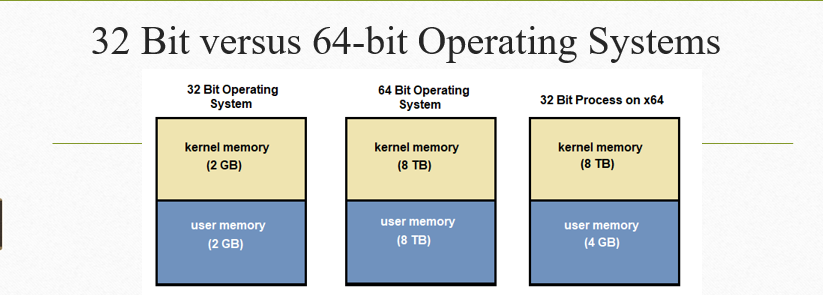 32 Bit versus 64-bit Operating Systems
32 Bit Operating
System
kernel memory
(2 GB)
user memory
(2 GB)
64 Bit Operating
System
kernel memory
(8 TB)
user memory
(8 TB)
32 Bit Process on x64
kernel memory
(8 TB)
user memory
(4 GB)